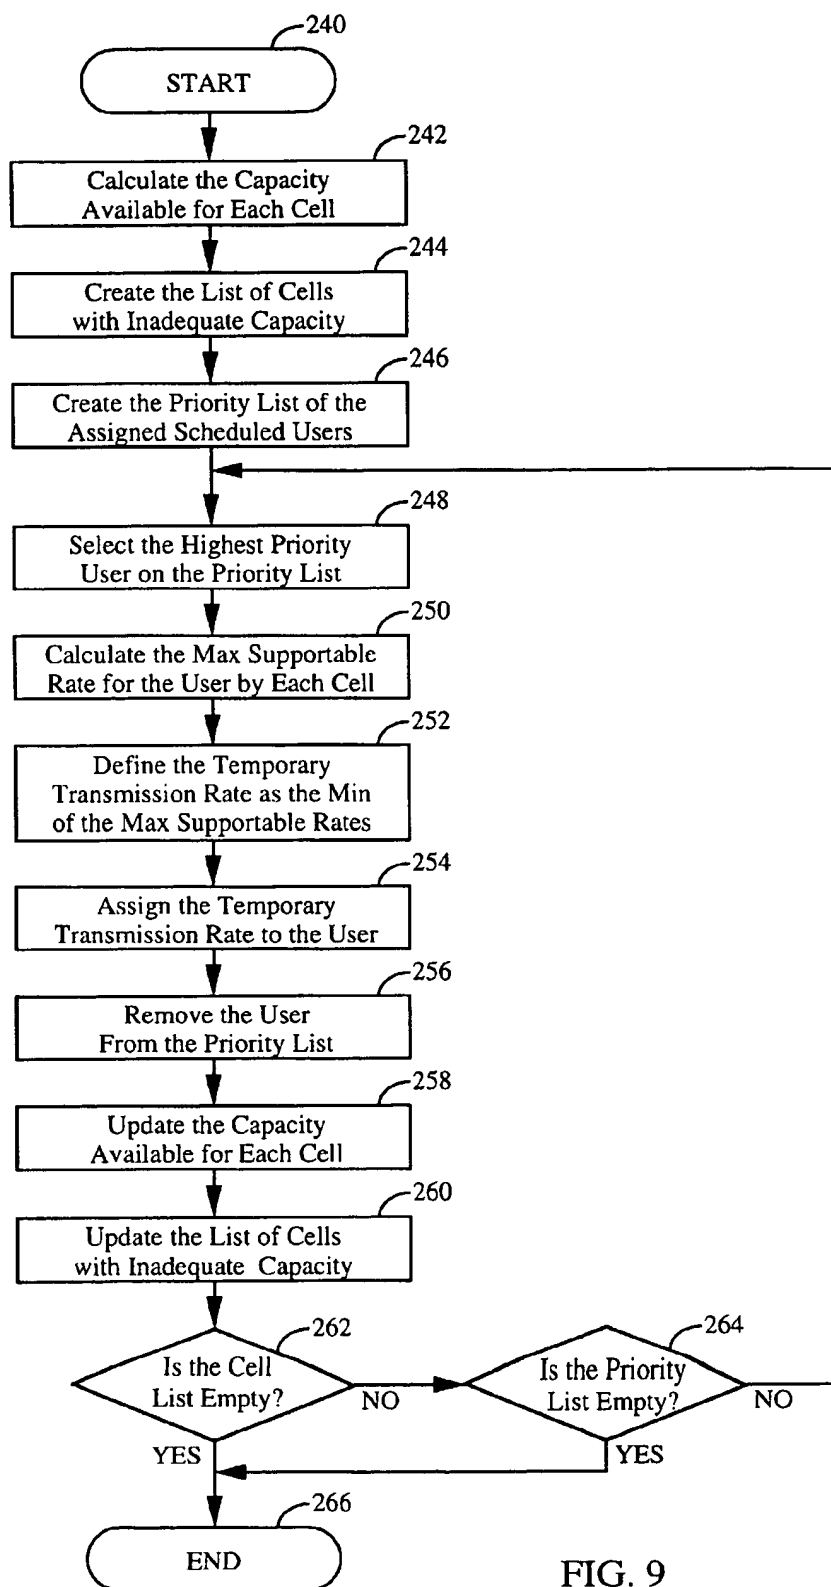 240
START
242
Calculate the Capacity
Available for Each Cell
244
Create the List of Cells
with Inadequate Capacity
246
Create the Priority List of the
Assigned Scheduled Users
248
Select the Highest Priority
User on the Priority List
250
Calculate the Max Supportable
Rate for the User by Each Cell
252
Define the Temporary
Transmission Rate as the Min
of the Max Supportable Rates
254
Assign the Temporary
Transmission Rate to the User
256
Remove the User
From the Priority List
258
Update the Capacity
Available for Each Cell
260
Update the List of Cells
with Inadequate Capacity
262
Is the Cell
List Empty?
NO
YES
264
Is the Priority
List Empty?
NO
YES
266
END
FIG. 9